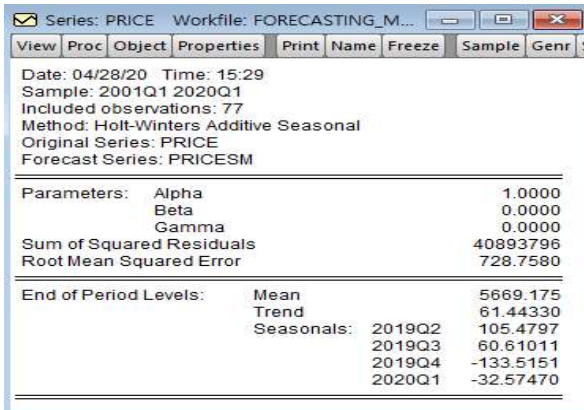 Series: PRICE Workfile: FORECASTING_M...
View Proc Object Properties Print Name Freeze Sample Genr
Date: 04/28/20 Time: 15:29
Sample: 2001Q1 2020Q1
Included observations: 77
Method: Holt-Winters Additive Seasonal
Original Series: PRICE
Forecast Series: PRICESM
Parameters: Alpha 1.0000
Beta 0.0000
Gamma 0.0000
Sum of Squared Residuals 40893796
Root Mean Squared Error 728.7580
End of Period Levels: Mean 5669.175
Trend 61.44330
Seasonals: 2019Q2 105.4797
2019Q3 60.61011
2019Q4 -133.5151
2020Q1 -32.57470